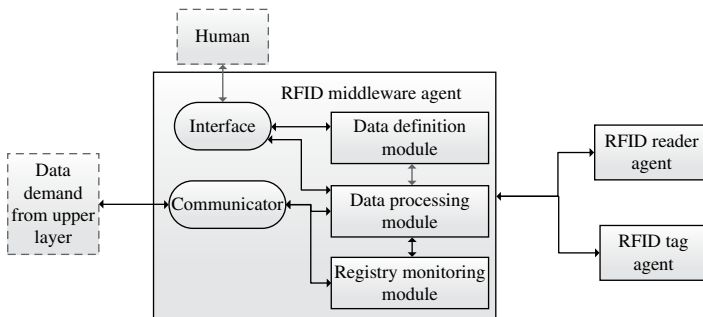 Human
RFID middleware agent
Interface
Data definition
module
RFID reader
agent
Data
demand
from upper
layer
Communicator
Data processing
module
RFID tag
agent
Registry monitoring
module